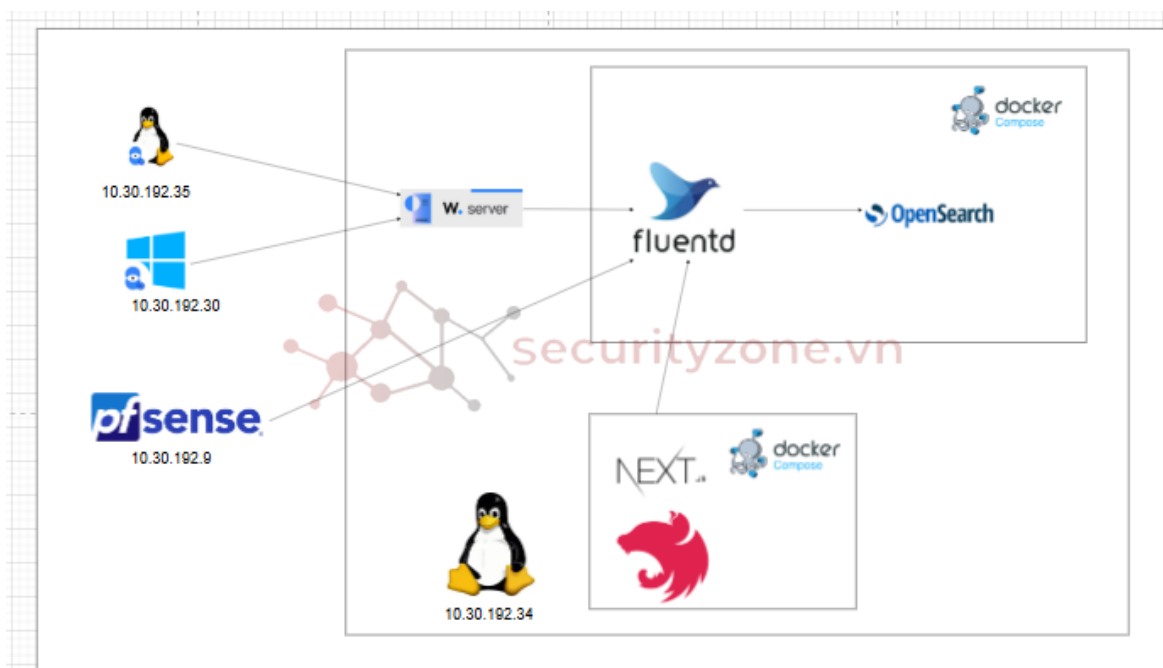 docker
Compose
10.30.192.35
W. server
fluentd
OpenSearch
10.30.192.30
securityzone.vn
pfsense
10.30.192.9
docker
Compose
NEXT.JS
10.30.192.34